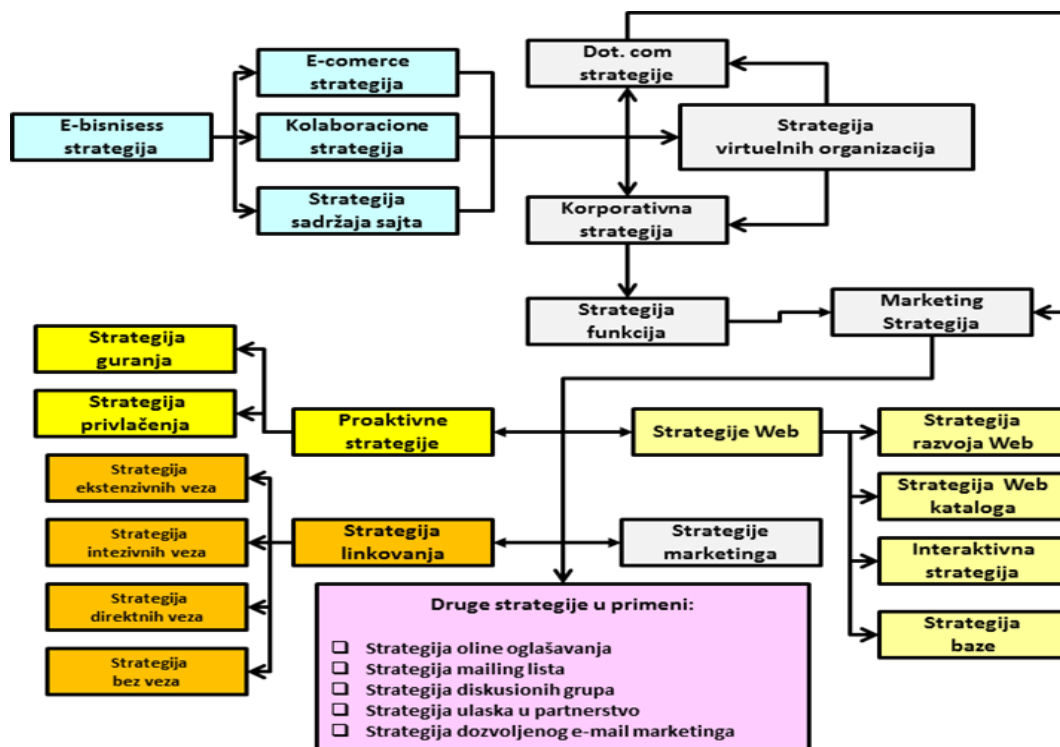 E-comerce
strategija
Dot. com
strategije
E-bisnisess
strategija
Kolaboracione
strategija
Strategija
virtuelnih organizacija
Strategija
sadržaja sajta
Korporativna
strategija
Strategija
funkcija
Marketing
Strategija
Strategija
guranja
Strategija
privlačenja
Proaktivne
strategije
Strategije Web
Strategija
razvoja Web
Strategija
ekstenzivnih veza
Strategija Web
kataloga
Strategija
intezivnih veza
Strategija
linkovanja
Strategije
marketinga
Interaktivna
strategija
Strategija
direktnih veza
Strategija
baze
Strategija
bez veza
Druge strategije u primeni:
❑ Strategija oline oglašavanja
❑ Strategija mailing lista
❑ Strategija diskusionih grupa
❑ Strategija ulaska u partnerstvo
❑ Strategija dozvoljenog e-mail marketinga